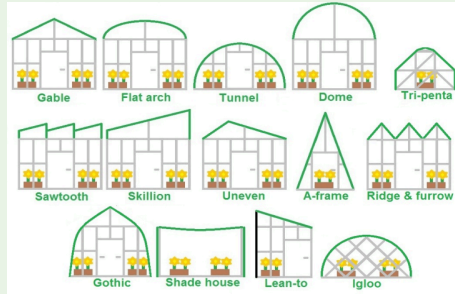 Gable
Flat arch
Tunnel
Dome
Tri-penta
Sawtooth
Skillion
Uneven
A-frame
Ridge & furrow
Gothic
Shade house
Lean-to
Igloo